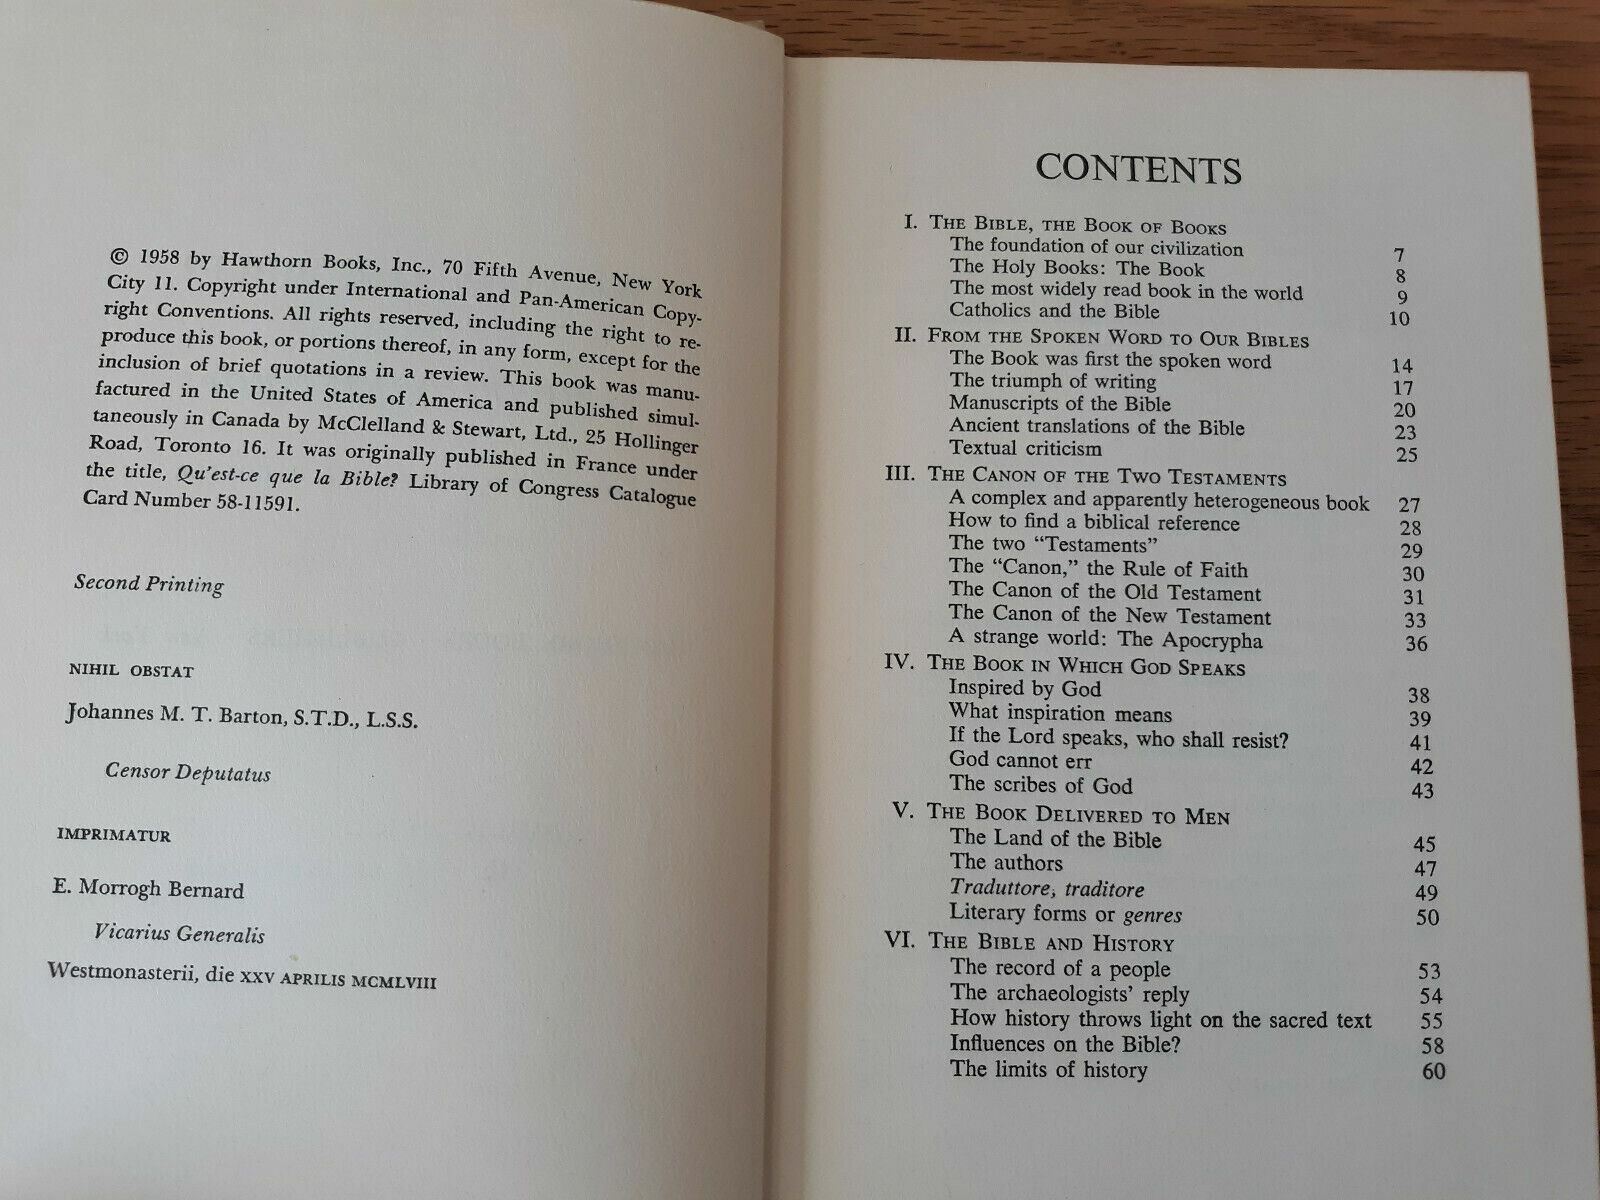 © 1958 by Hawthorn Books, Inc., 70 Fifth Avenue, New York
City 11. Copyright under International and Pan-American Copy-
right Conventions. All rights reserved, including the right to re-
produce this book, or portions thereof, in any form, except for the
inclusion of brief quotations in a review. This book was manu-
factured in the United States of America and published simul-
taneously in Canada by McClelland & Stewart, Ltd., 25 Hollinger
Road, Toronto 16. It was originally published in France under
the title, Qu'est-ce que la Bible? Library of Congress Catalogue
Card Number 58-11591.
Second Printing
NIHIL OBSTAT
Johannes M. T. Barton, S.T.D., L.S.S.
Censor Deputatus
IMPRIMATUR
E. Morrogh Bernard
Vicarius Generalis
Westmonasterii, die XXV APRILIS MCMLVIII
CONTENTS
I. THE BIBLE, THE BOOK OF BOOKS
The foundation of our civilization 7
The Holy Books: The Book 8
The most widely read book in the world 9
Catholics and the Bible 10
II. FROM THE SPOKEN WORD TO OUR BIBLES
The Book was first the spoken word 14
The triumph of writing 17
Manuscripts of the Bible 20
Ancient translations of the Bible 23
Textual criticism 25
III. THE CANON OF THE TWO TESTAMENTS
A complex and apparently heterogeneous book 27
How to find a biblical reference 28
The two "Testaments" 29
The "Canon," the Rule of Faith 30
The Canon of the Old Testament 31
The Canon of the New Testament 33
A strange world: The Apocrypha 36
IV. THE BOOK IN WHICH GOD SPEAKS
Inspired by God 38
What inspiration means 39
If the Lord speaks, who shall resist? 41
God cannot err 42
The scribes of God 43
V. THE BOOK DELIVERED TO MEN
The Land of the Bible 45
The authors 47
Traduttore, traditore 49
Literary forms or genres 50
VI. THE BIBLE AND HISTORY
The record of a people 53
The archaeologists' reply 54
How history throws light on the sacred text 55
Influences on the Bible? 58
The limits of history 60